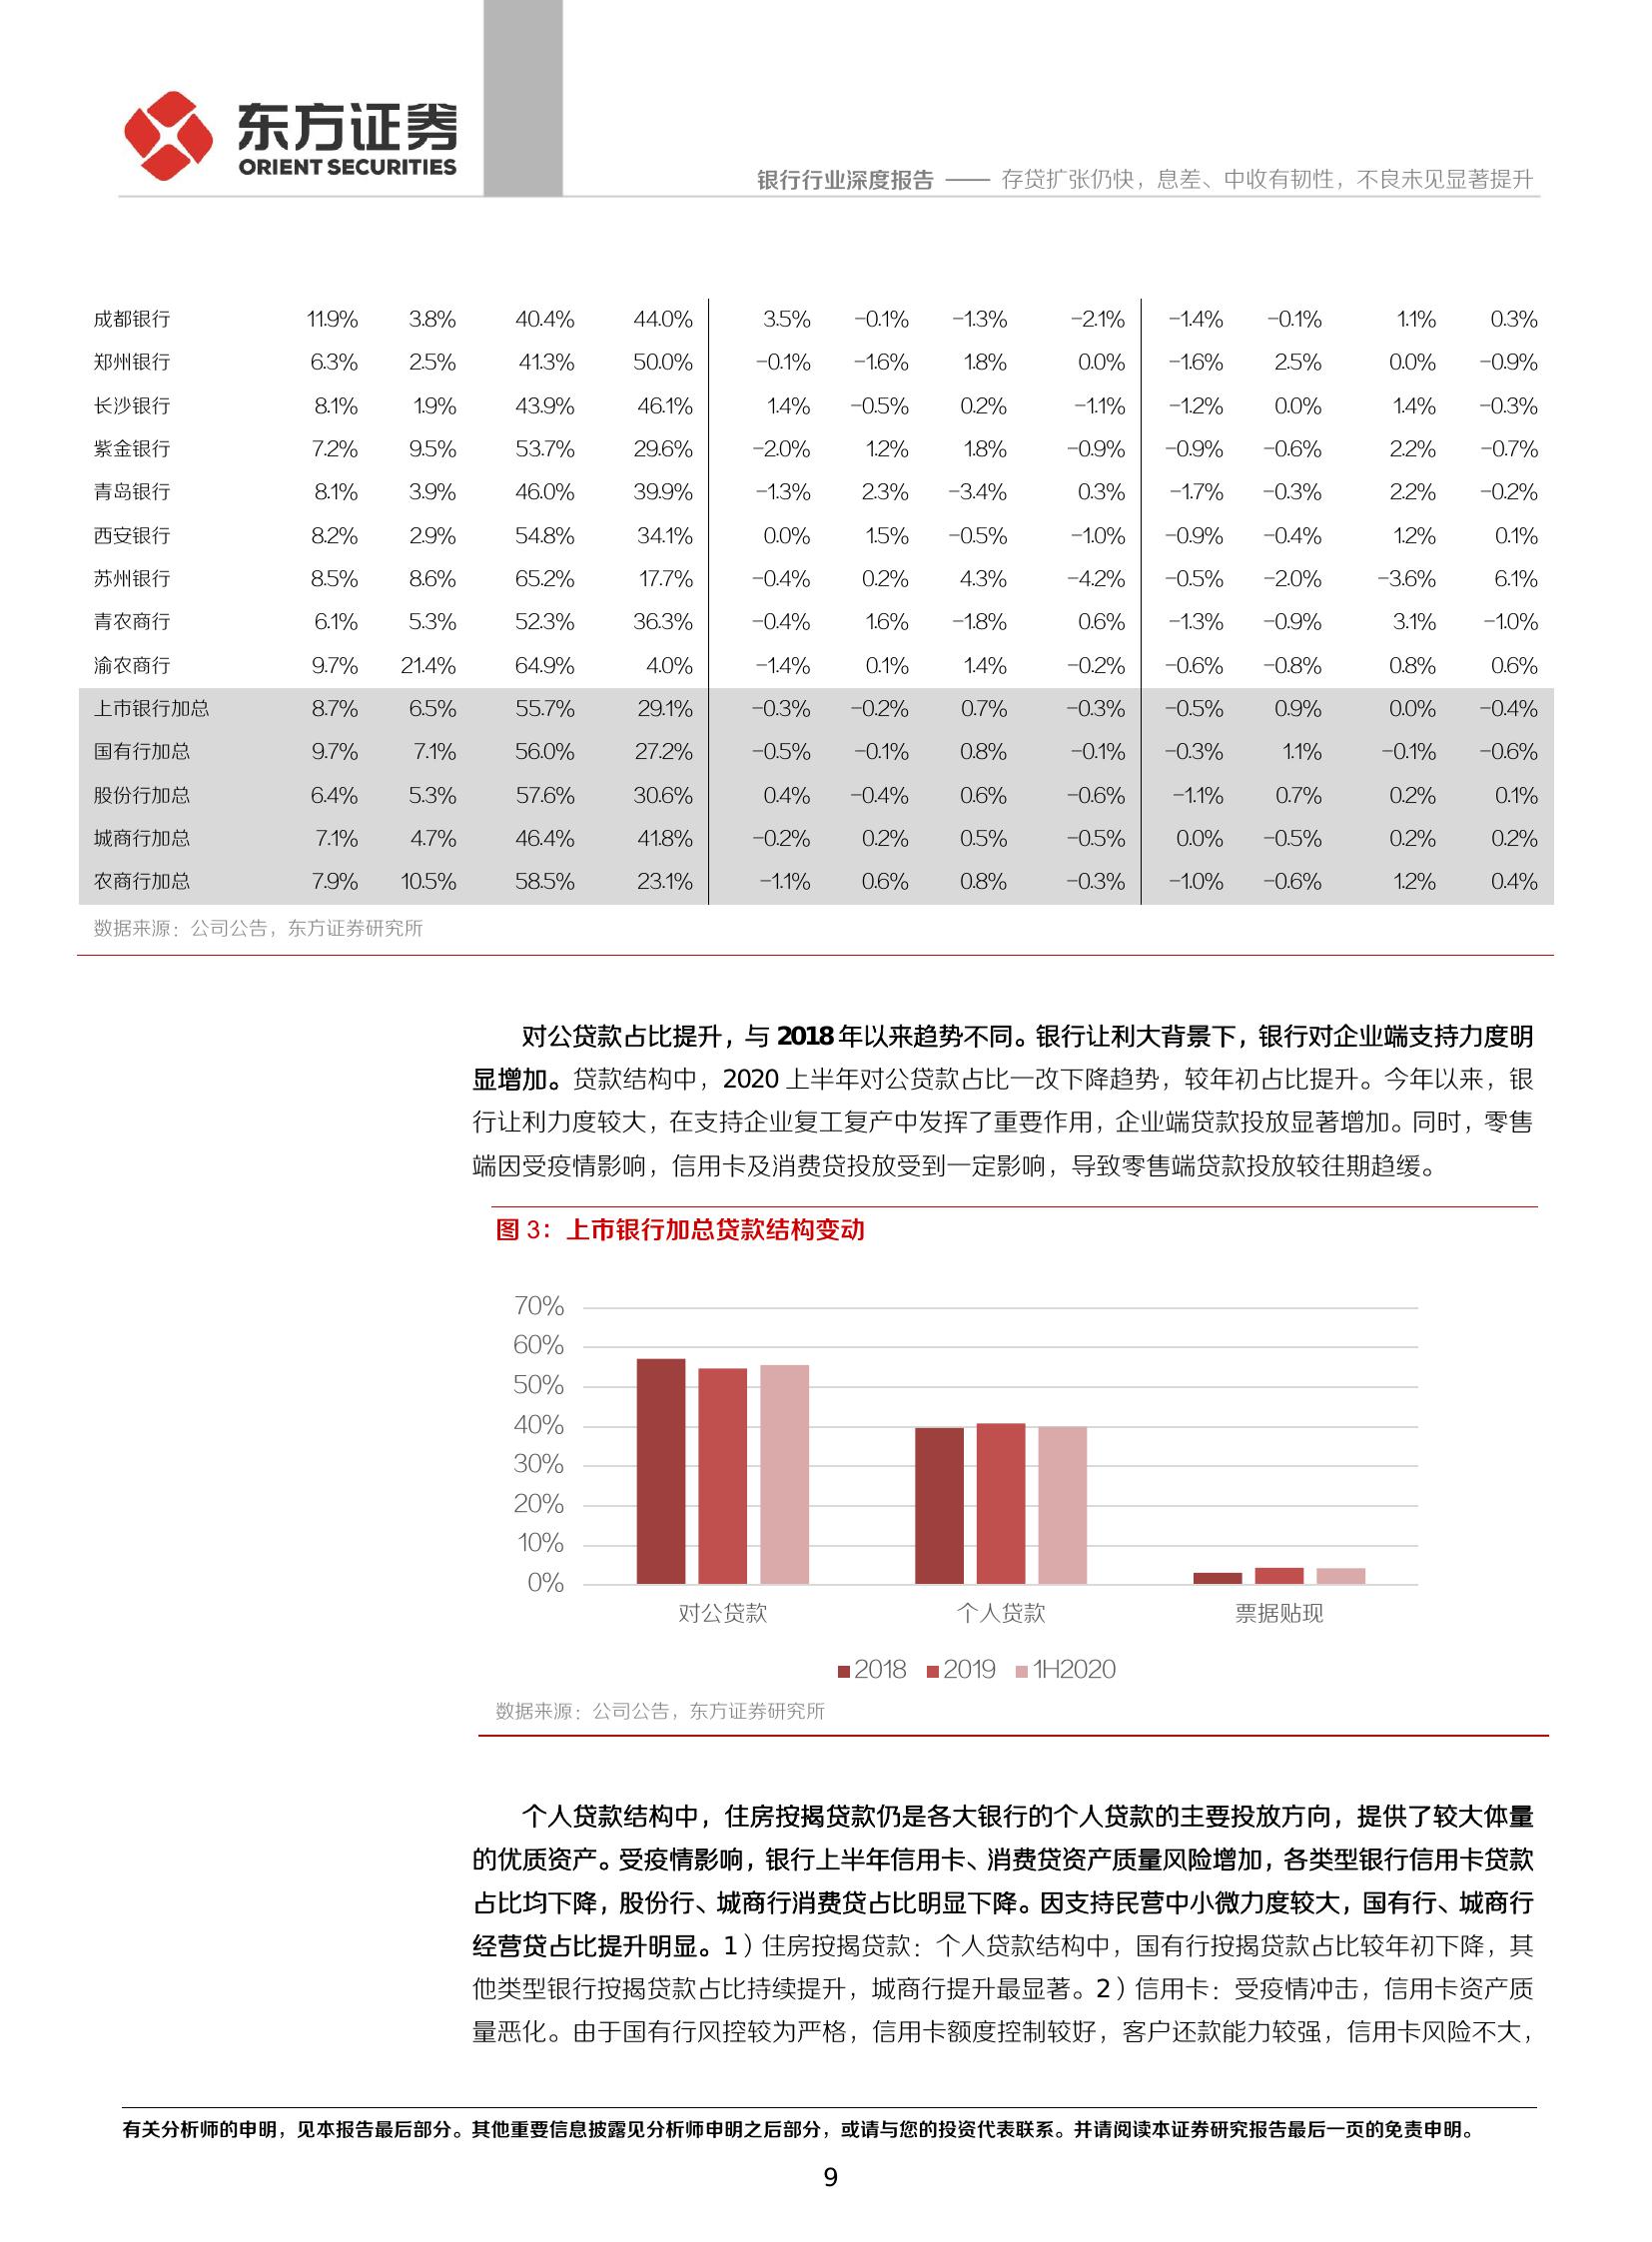 东方证券
ORIENT SECURITIES
银行行业深度报告 —— 存贷扩张仍快，息差、中收有韧性，不良未见显著提升
成都银行 11.9% 3.8% 40.4% 44.0% 3.5% -0.1% -1.3% -2.1% -1.4% -0.1% 1.1% 0.3%
郑州银行 6.3% 2.5% 41.3% 50.0% -0.1% -1.6% 1.8% 0.0% -1.6% 2.5% 0.0% -0.9%
长沙银行 8.1% 1.9% 43.9% 46.1% 1.4% -0.5% 0.2% -1.1% -1.2% 0.0% 1.4% -0.3%
紫金银行 7.2% 9.5% 53.7% 29.6% -2.0% 1.2% 1.8% -0.9% -0.9% -0.6% 2.2% -0.7%
青岛银行 8.1% 3.9% 46.0% 39.9% -1.3% 2.3% -3.4% 0.3% -1.7% -0.3% 2.2% -0.2%
西安银行 8.2% 2.9% 54.8% 34.1% 0.0% 1.5% -0.5% -1.0% -0.9% -0.4% 1.2% 0.1%
苏州银行 8.5% 8.6% 65.2% 17.7% -0.4% 0.2% 4.3% -4.2% -0.5% -2.0% -3.6% 6.1%
青农商行 6.1% 5.3% 52.3% 36.3% -0.4% 1.6% -1.8% 0.6% -1.3% -0.9% 3.1% -1.0%
渝农商行 9.7% 21.4% 64.9% 4.0% -1.4% 0.1% 1.4% -0.2% -0.6% -0.8% 0.8% 0.6%
上市银行加总 8.7% 6.5% 55.7% 29.1% -0.3% -0.2% 0.7% -0.3% -0.5% 0.9% 0.0% -0.4%
国有行加总 9.7% 7.1% 56.0% 27.2% -0.5% -0.1% 0.8% -0.1% -0.3% 1.1% -0.1% -0.6%
股份行加总 6.4% 5.3% 57.6% 30.6% 0.4% -0.4% 0.6% -0.6% -1.1% 0.7% 0.2% 0.1%
城商行加总 7.1% 4.7% 46.4% 41.8% -0.2% 0.2% 0.5% -0.5% 0.0% -0.5% 0.2% 0.2%
农商行加总 7.9% 10.5% 58.5% 23.1% -1.1% 0.6% 0.8% -0.3% -1.0% -0.6% 1.2% 0.4%
数据来源：公司公告，东方证券研究所
对公贷款占比提升，与 2018 年以来趋势不同。银行让利大背景下，银行对企业端支持力度明
显增加。贷款结构中，2020 上半年对公贷款占比一改下降趋势，较年初占比提升。今年以来，银
行让利力度较大，在支持企业复工复产中发挥了重要作用，企业端贷款投放显著增加。同时，零售
端因受疫情影响，信用卡及消费贷投放受到一定影响，导致零售端贷款投放较往期趋缓。
图 3：上市银行加总贷款结构变动
70%
60%
50%
40%
30%
20%
10%
0%
对公贷款 个人贷款 票据贴现
2018 2019 1H2020
数据来源：公司公告，东方证券研究所
个人贷款结构中，住房按揭贷款仍是各大银行的个人贷款的主要投放方向，提供了较大体量
的优质资产。受疫情影响，银行上半年信用卡、消费贷资产质量风险增加，各类型银行信用卡贷款
占比均下降，股份行、城商行消费贷占比明显下降。因支持民营中小微力度较大，国有行、城商行
经营贷占比提升明显。1）住房按揭贷款：个人贷款结构中，国有行按揭贷款占比较年初下降，其
他类型银行按揭贷款占比持续提升，城商行提升最显著。2）信用卡：受疫情冲击，信用卡资产质
量恶化。由于国有行风控较为严格，信用卡额度控制较好，客户还款能力较强，信用卡风险不大，
有关分析师的申明，见本报告最后部分。其他重要信息披露见分析师申明之后部分，或请与您的投资代表联系。并请阅读本证券研究报告最后一页的免责申明。
9